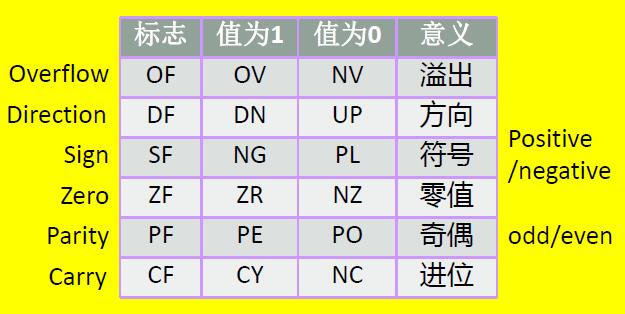 标志 值为1 值为0 意义
Overflow OF OV NV 溢出
Direction DF DN UP 方向
Sign SF NG PL 符号 Positive
/negative
Zero ZF ZR NZ 零值
Parity PF PE PO 奇偶 odd/even
Carry CF CY NC 进位